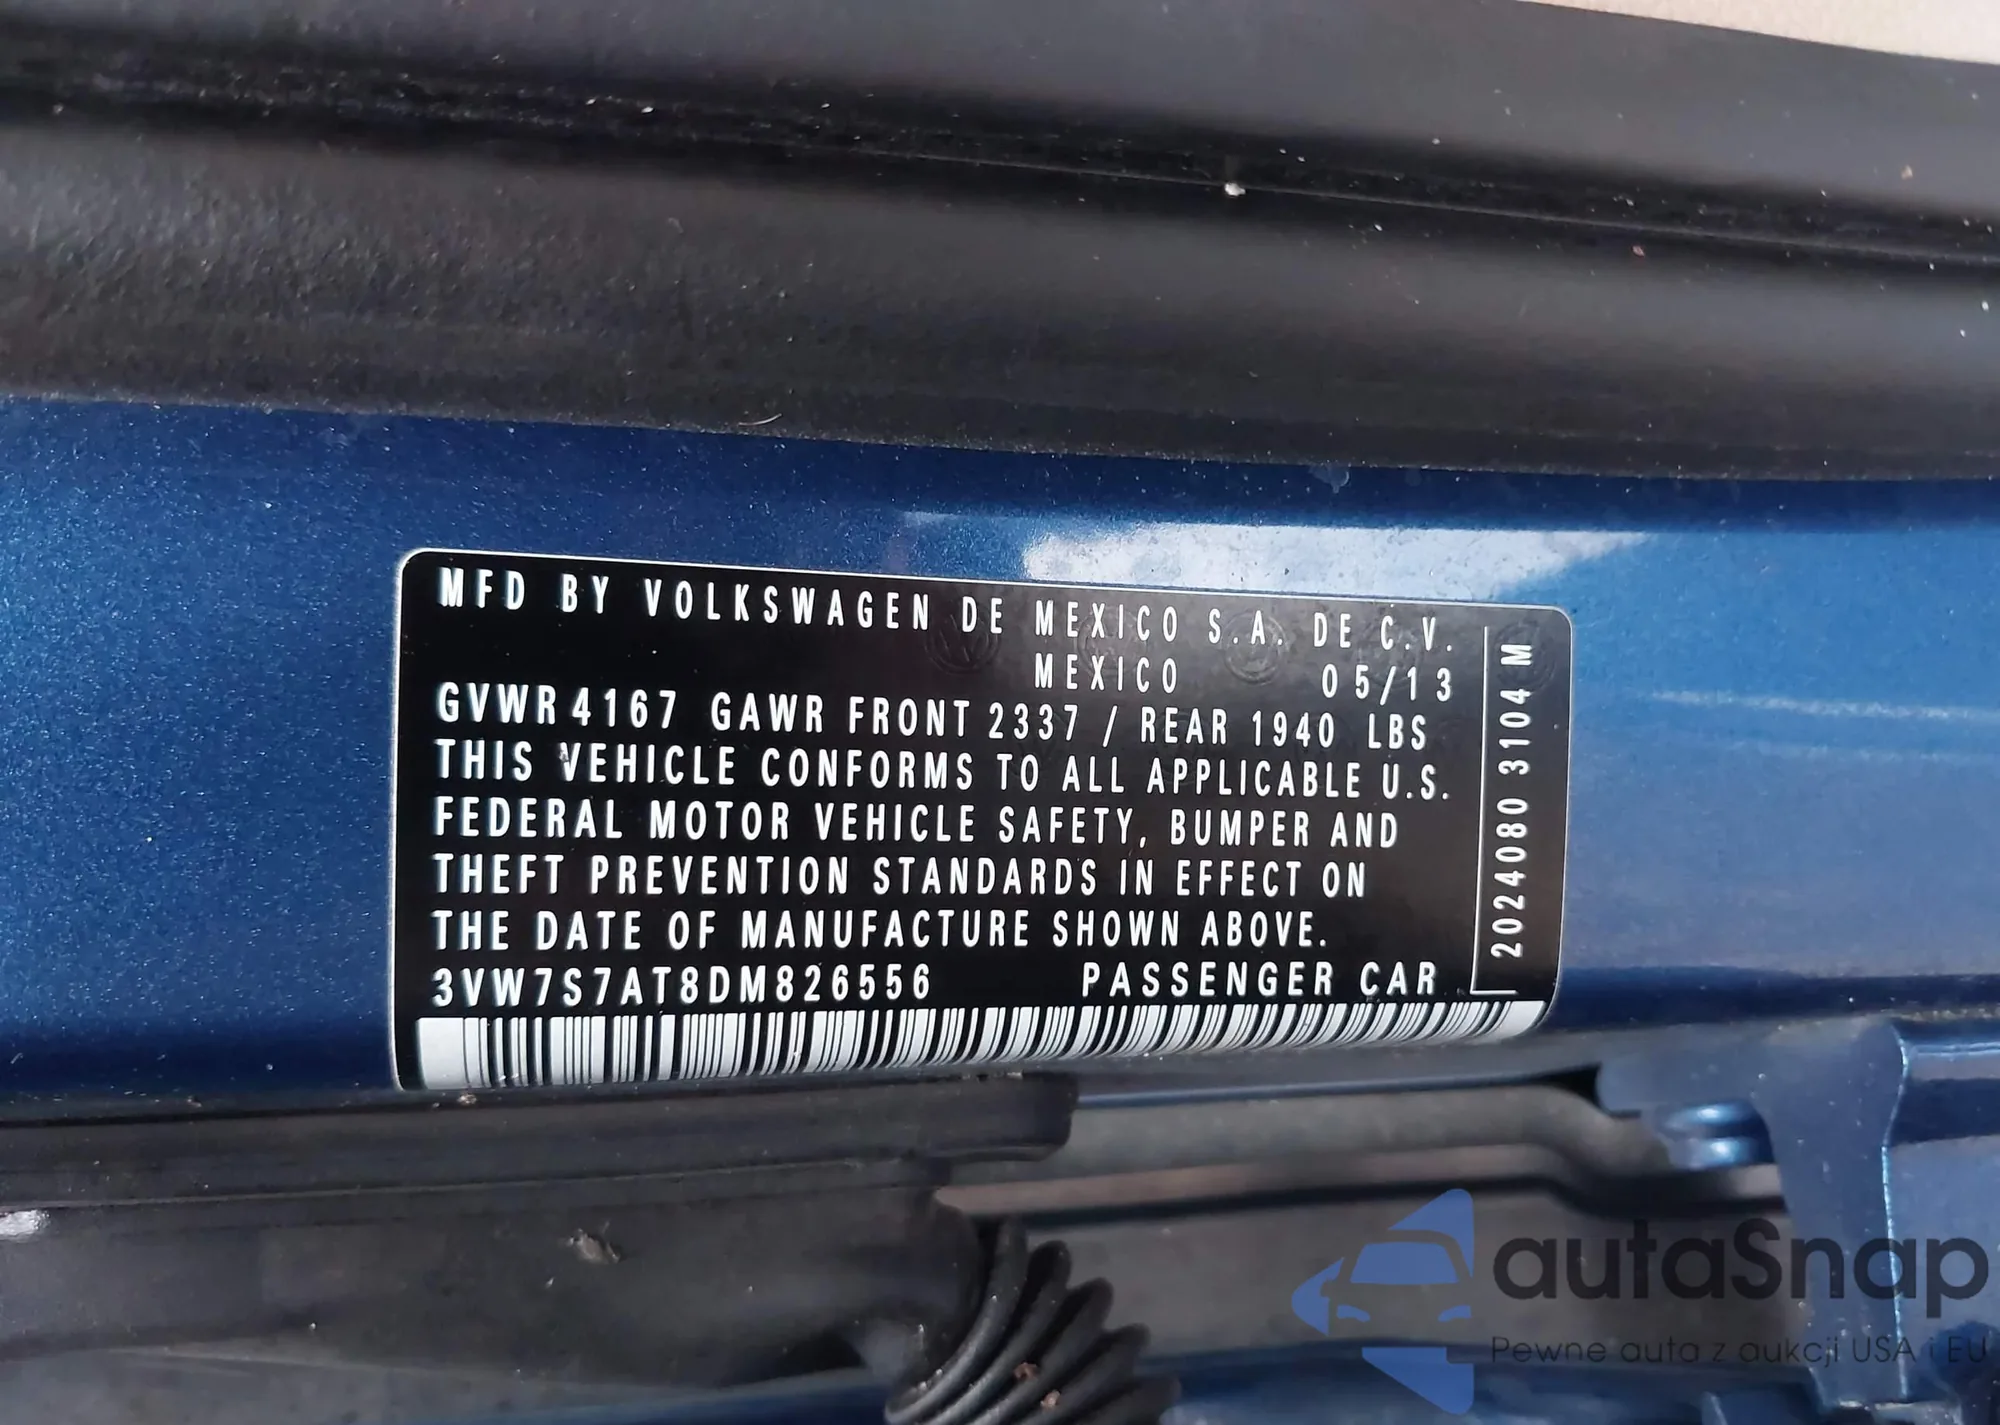 MFD BY VOLKSWAGEN DE MEXICO S.A. DE C.V.
MEXICO 05/13
GVWR 4167 GAWR FRONT 2337 / REAR 1940 LBS
THIS VEHICLE CONFORMS TO ALL APPLICABLE U.S.
FEDERAL MOTOR VEHICLE SAFETY, BUMPER AND
THEFT PREVENTION STANDARDS IN EFFECT ON
THE DATE OF MANUFACTURE SHOWN ABOVE.
3VW7S7AT8DM826556 PASSENGER CAR
2024080 3104 M
autaSnap
Pewne auta z aukcji USA i EU